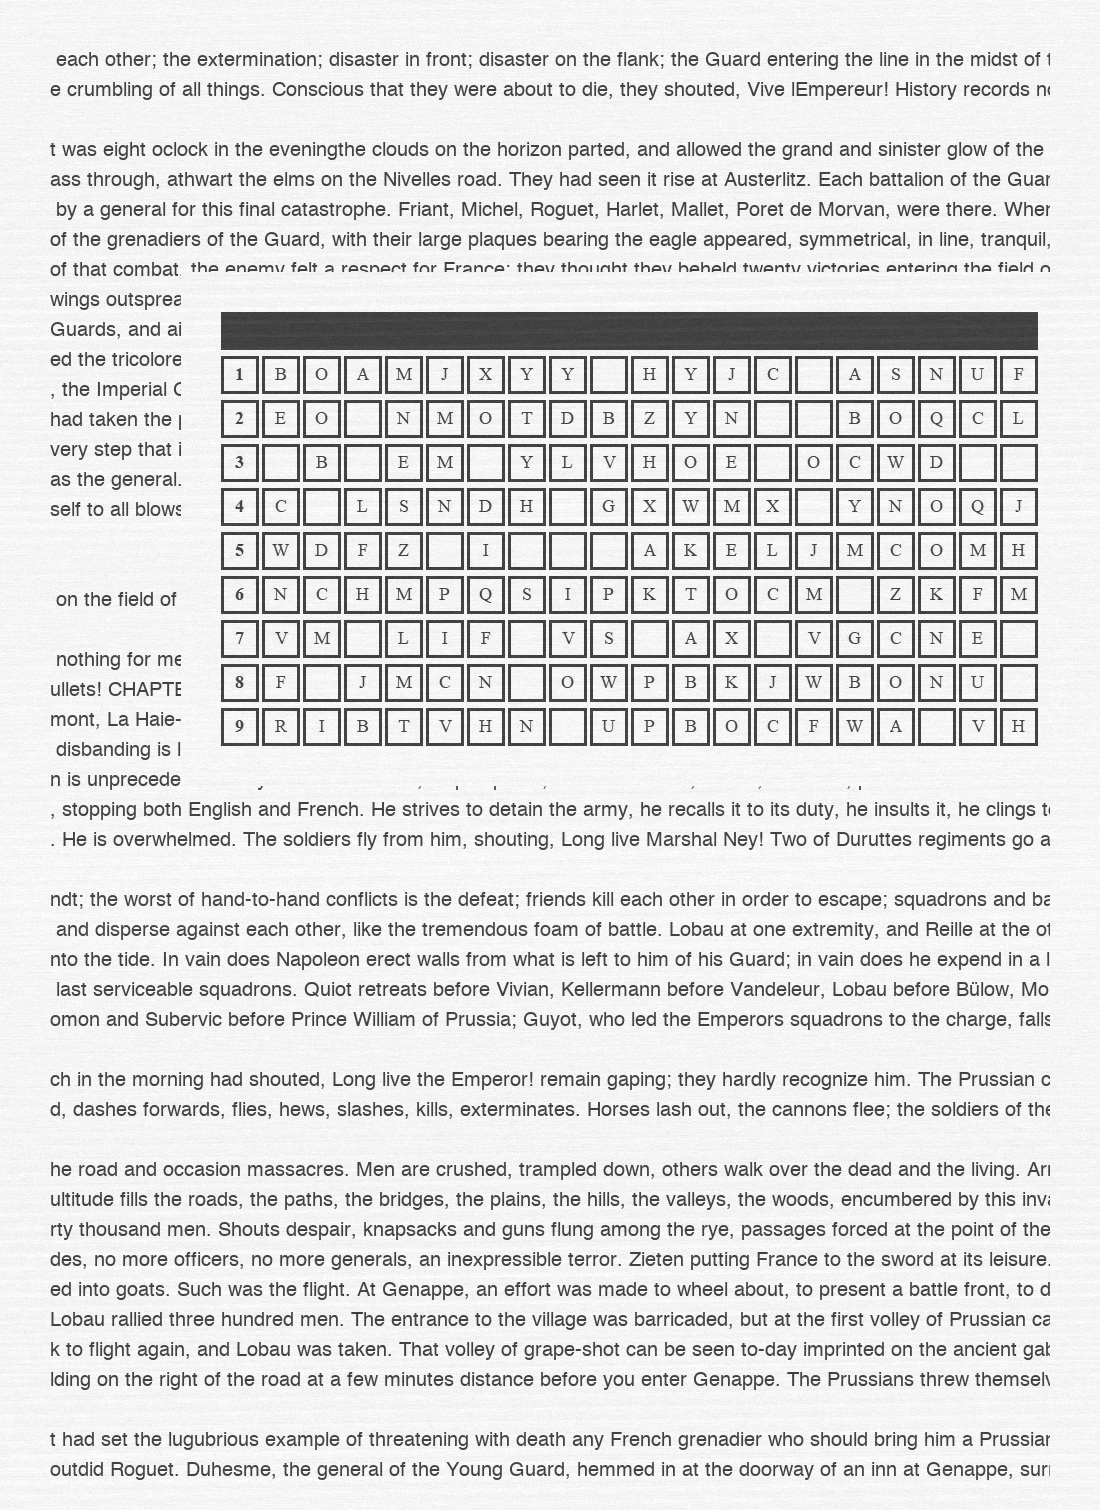 each other; the extermination; disaster in front; disaster on the flank; the Guard entering the line in the midst of
e crumbling of all things. Conscious that they were about to die, they shouted, Vive lEmpereur! History records
t was eight oclock in the eveningthe clouds on the horizon parted, and allowed the grand and sinister glow of the
ass through, athwart the elms on the Nivelles road. They had seen it rise at Austerlitz. Each battalion of the
by a general for this final catastrophe. Friant, Michel, Roguet, Harlet, Mallet, Poret de Morvan, were there.
of the grenadiers of the Guard, with their large plaques bearing the eagle appeared, symmetrical, in line, tranquil,
of that combat, the enemy felt a respect for France; they thought they beheld twenty victories entering the field
wings
Guards, and
ed the tricolore
, the Imperial
had taken the
very step that
as the general.
self to all blows
1 B O A M J X Y Y H Y J C A S N U F
2 E O N M O T D B Z Y N B O Q C L
3 B E M Y L V H O E O C W D
4 C L S N D H G X W M X Y N O Q J
5 W D F Z I A K E L J M C O M H
6 N C H M P Q S I P K T O C M Z K F M
7 V M L I F V S A X V G C N E
8 F J M C N O W P B K J W B O N U
9 R I B T V H N U P B O C F W A V H
on the field of
nothing for
ullets!
mont, La Haie-
disbanding is
n is
, stopping both English and French. He strives to detain the army, he recalls it to its duty, he insults it, he clings
. He is overwhelmed. The soldiers fly from him, shouting, Long live Marshal Ney! Two of Duruttes regiments go
ndt; the worst of hand-to-hand conflicts is the defeat; friends kill each other in order to escape; squadrons and
and disperse against each other, like the tremendous foam of battle. Lobau at one extremity, and Reille at the
nto the tide. In vain does Napoleon erect walls from what is left to him of his Guard; in vain does he expend in a
last serviceable squadrons. Quiot retreats before Vivian, Kellermann before Vandeleur, Lobau before Bülow, Mo
omon and Subervic before Prince William of Prussia; Guyot, who led the Emperors squadrons to the charge, falls
ch in the morning had shouted, Long live the Emperor! remain gaping; they hardly recognize him. The Prussian
d, dashes forwards, flies, hews, slashes, kills, exterminates. Horses lash out, the cannons flee; the soldiers of the
he road and occasion massacres. Men are crushed, trampled down, others walk over the dead and the living.
ultitude fills the roads, the paths, the bridges, the plains, the hills, the valleys, the woods, encumbered by this
rty thousand men. Shouts despair, knapsacks and guns flung among the rye, passages forced at the point of the
des, no more officers, no more generals, an inexpressible terror. Zieten putting France to the sword at its leisure.
ed into goats. Such was the flight. At Genappe, an effort was made to wheel about, to present a battle front, to
Lobau rallied three hundred men. The entrance to the village was barricaded, but at the first volley of Prussian
k to flight again, and Lobau was taken. That volley of grape-shot can be seen to-day imprinted on the ancient
lding on the right of the road at a few minutes distance before you enter Genappe. The Prussians threw
t had set the lugubrious example of threatening with death any French grenadier who should bring him a
outdid Roguet. Duhesme, the general of the Young Guard, hemmed in at the doorway of an inn at Genappe,